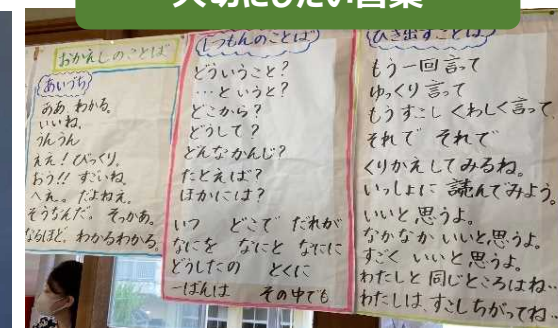 大切にしたい言葉
おかえしのことば
あいづち
ああ わかる。
いいね。
うんうん
ええ！びっくり。
おう!! すごいね。
へえ。だよねえ。
そうなんだ。そっかあ。
なるほど。わかるわかる。
しつもんのことば
どういうこと？
…というと？
どこから？
どうして？
どんなかんじ？
たとえば？
ほかには？
いつ どこで だれが
なにを なにと なにに
どうしたの とくに
一ばんは その中でも
ひき出すことば
もう一回 言って
ゆっくり 言って
もうすこし くわしく 言って
それで それで
くりかえしてみるね。
いっしょに 読んでみよう。
いいと 思うよ。
なかなか いいと 思うよ。
すごく いいと 思うよ。
わたしと 同じところはね…
わたしは、すこしちがってね